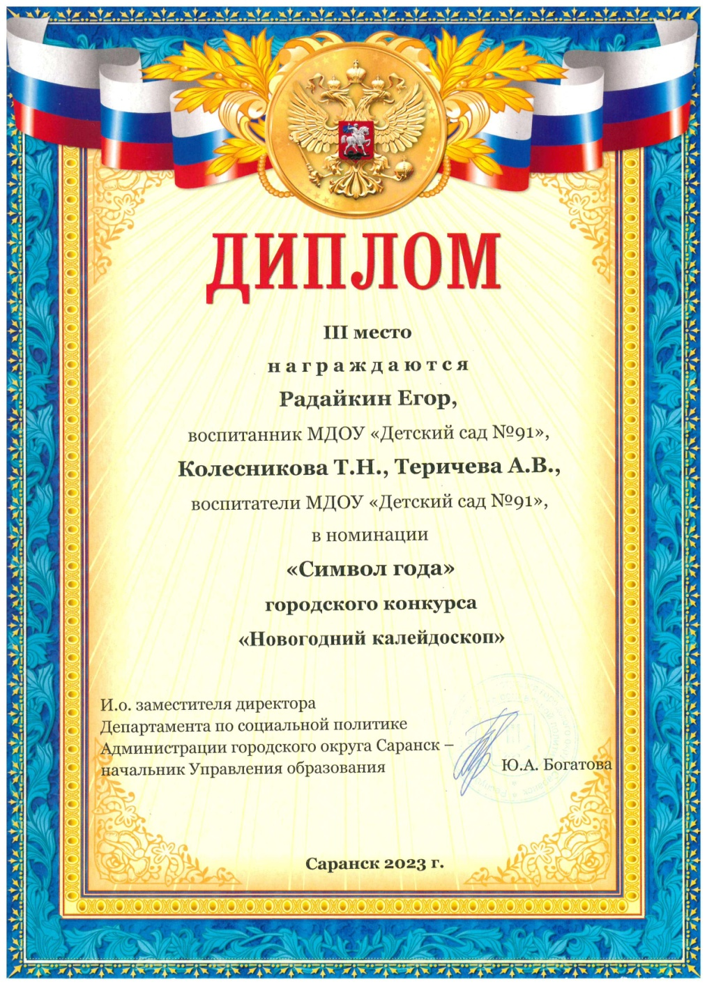 ДИПЛОМ
III место
награждаются
Радайкин Егор,
воспитанник МДОУ «Детский сад №91»,
Колесникова Т.Н., Теричева А.В.,
воспитатели МДОУ «Детский сад №91»,
в номинации
«Символ года»
городского конкурса
«Новогодний калейдоскоп»
И.о. заместителя директора
Департамента по социальной политике
Администрации городского округа Саранск –
начальник Управления образования
Ю.А. Богатова
Саранск 2023 г.